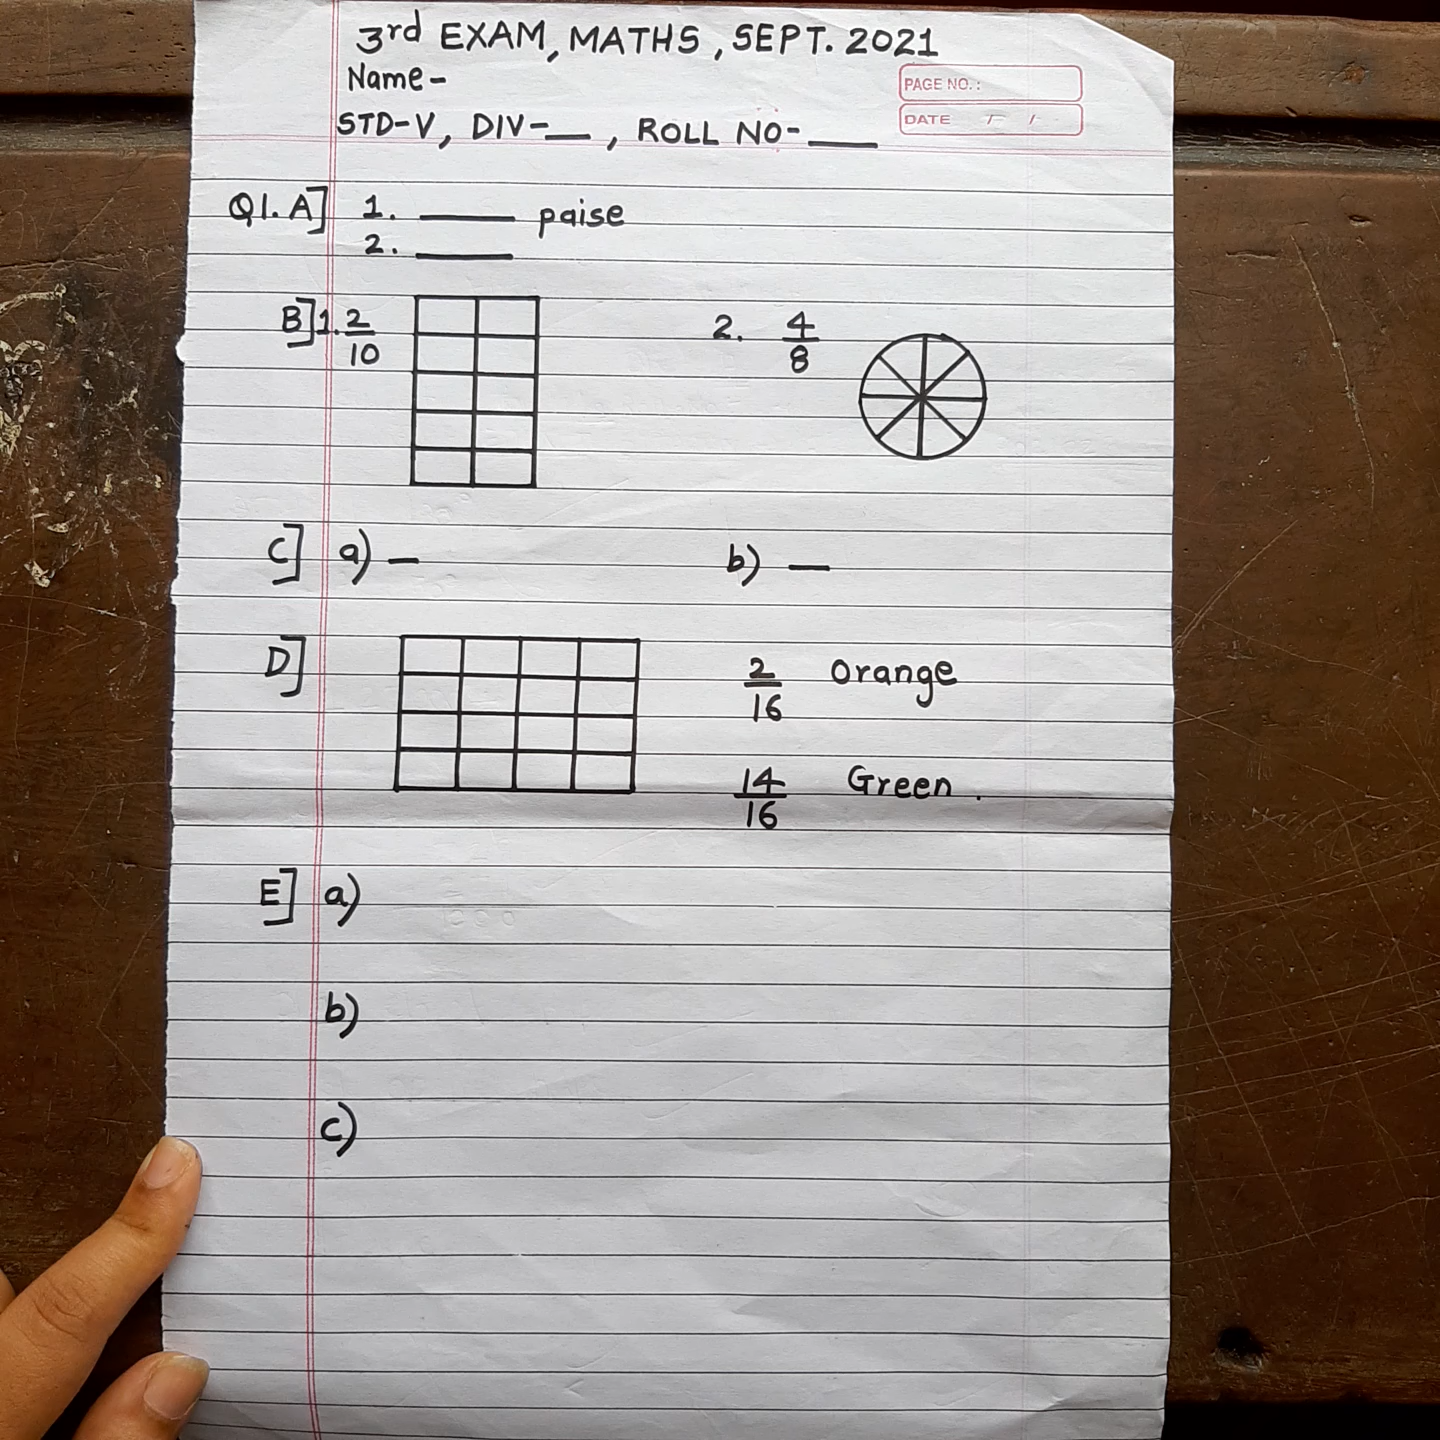 3rd EXAM, MATHS, SEPT. 2021
Name-
PAGE NO.:
STD-V, DIV-__, ROLL NO-___
DATE / /
Q1. A] 1. ____ paise
2. ____
B] 1. 2/10 2. 4/8
C] a) — b) —
D] 2/16 Orange
14/16 Green.
E] a)
b)
c)